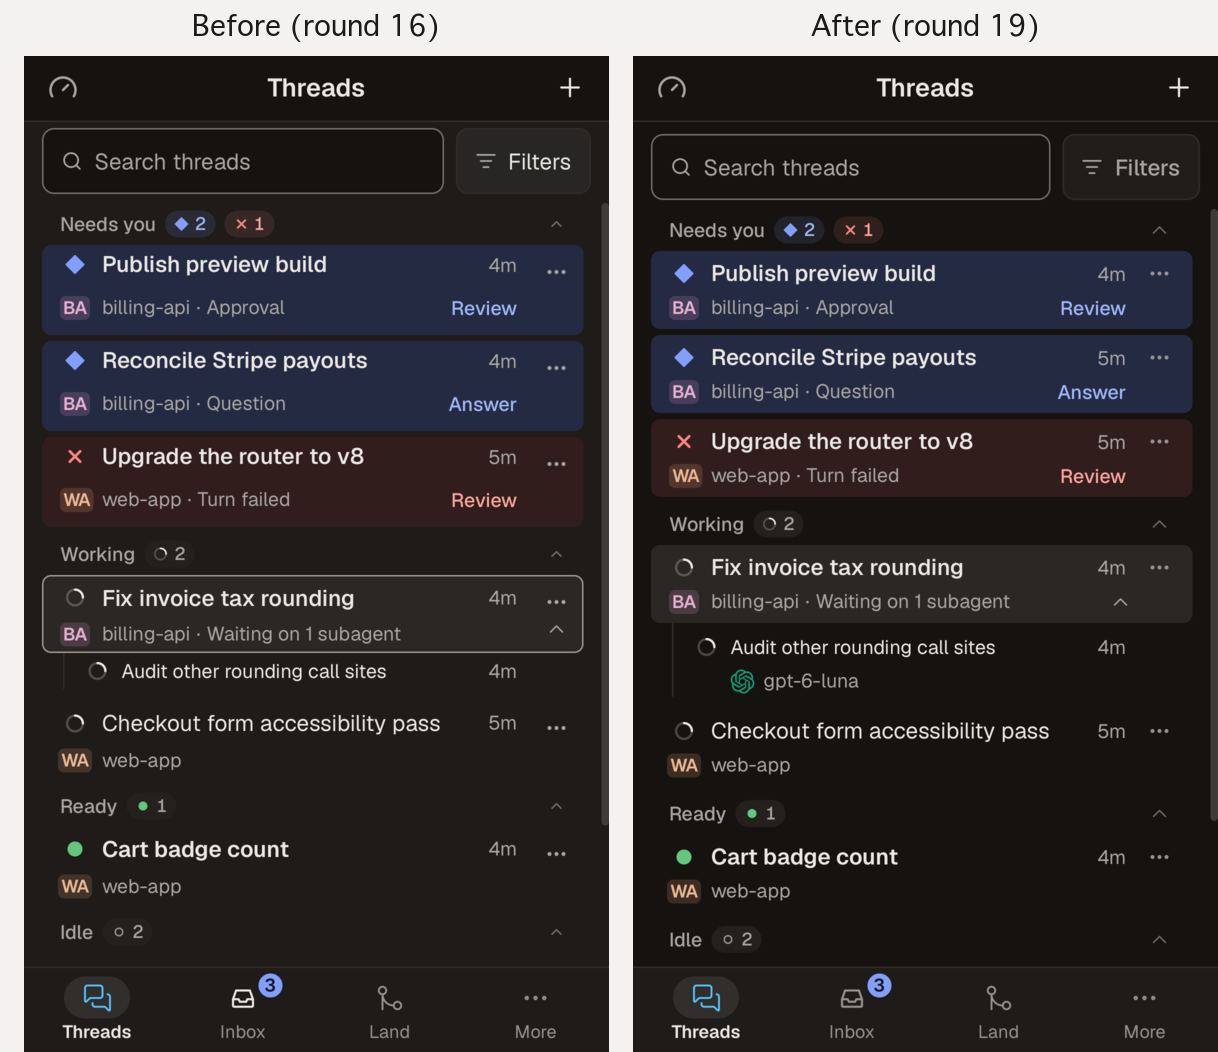 Before (round 16)
Threads
Search threads
Filters
Needs you 2 1
Publish preview build 4m
BA billing-api · Approval Review
Reconcile Stripe payouts 4m
BA billing-api · Question Answer
Upgrade the router to v8 5m
WA web-app · Turn failed Review
Working 2
Fix invoice tax rounding 4m
BA billing-api · Waiting on 1 subagent
Audit other rounding call sites 4m
Checkout form accessibility pass 5m
WA web-app
Ready 1
Cart badge count 4m
WA web-app
Idle 2
3
Threads Inbox Land More
After (round 19)
Threads
Search threads
Filters
Needs you 2 1
Publish preview build 4m
BA billing-api · Approval Review
Reconcile Stripe payouts 5m
BA billing-api · Question Answer
Upgrade the router to v8 5m
WA web-app · Turn failed Review
Working 2
Fix invoice tax rounding 4m
BA billing-api · Waiting on 1 subagent
Audit other rounding call sites 4m
gpt-6-luna
Checkout form accessibility pass 5m
WA web-app
Ready 1
Cart badge count 4m
WA web-app
Idle 2
3
Threads Inbox Land More